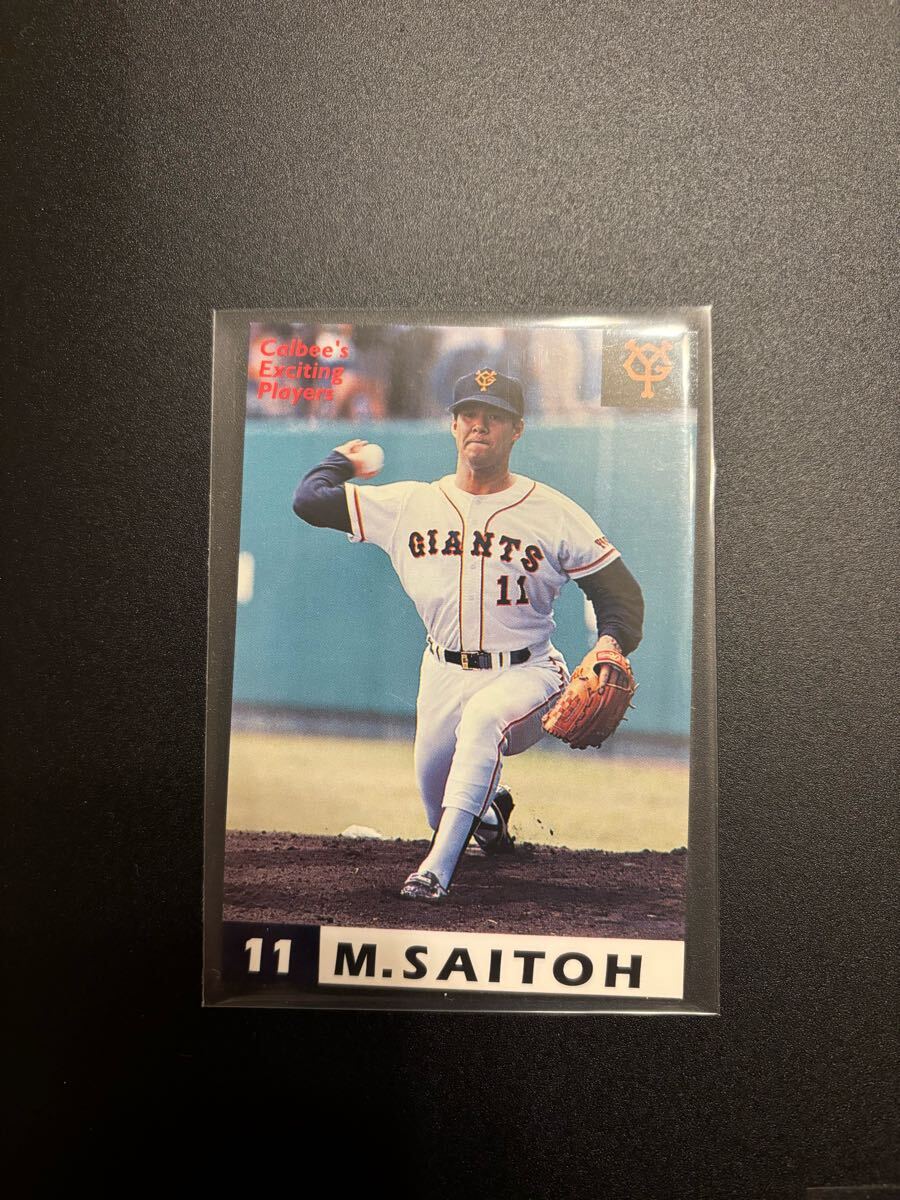 Calbee's
Exciting
Players
GIANTS
11
11 M.SAITOH